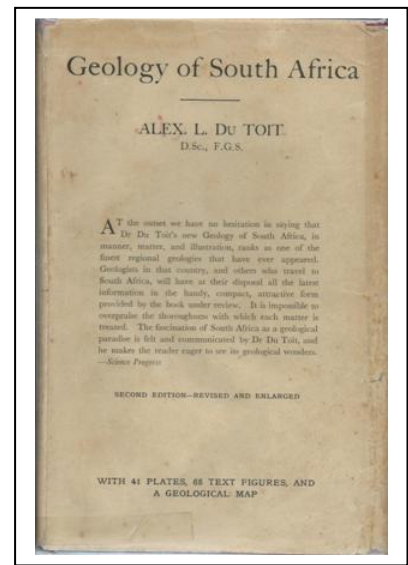 Geology of South Africa
ALEX. L. DU TOIT
D.Sc., F.G.S.
AT the outset we have no hesitation in saying that
Dr Du Toit's new Geology of South Africa, in
manner, matter, and illustration, ranks as one of the
finest regional geologies that have ever appeared.
Geologists in that country, and others who travel to
South Africa, will have at their disposal all the latest
information in the handy, compact, attractive form
provided by the book under review. It is impossible to
overpraise the thoroughness with which each matter is
treated. The fascination of South Africa as a geological
paradise is felt and communicated by Dr Du Toit, and
he makes the reader eager to see its geological wonders.
—Science Progress
SECOND EDITION—REVISED AND ENLARGED
WITH 41 PLATES, 68 TEXT FIGURES, AND
A GEOLOGICAL MAP